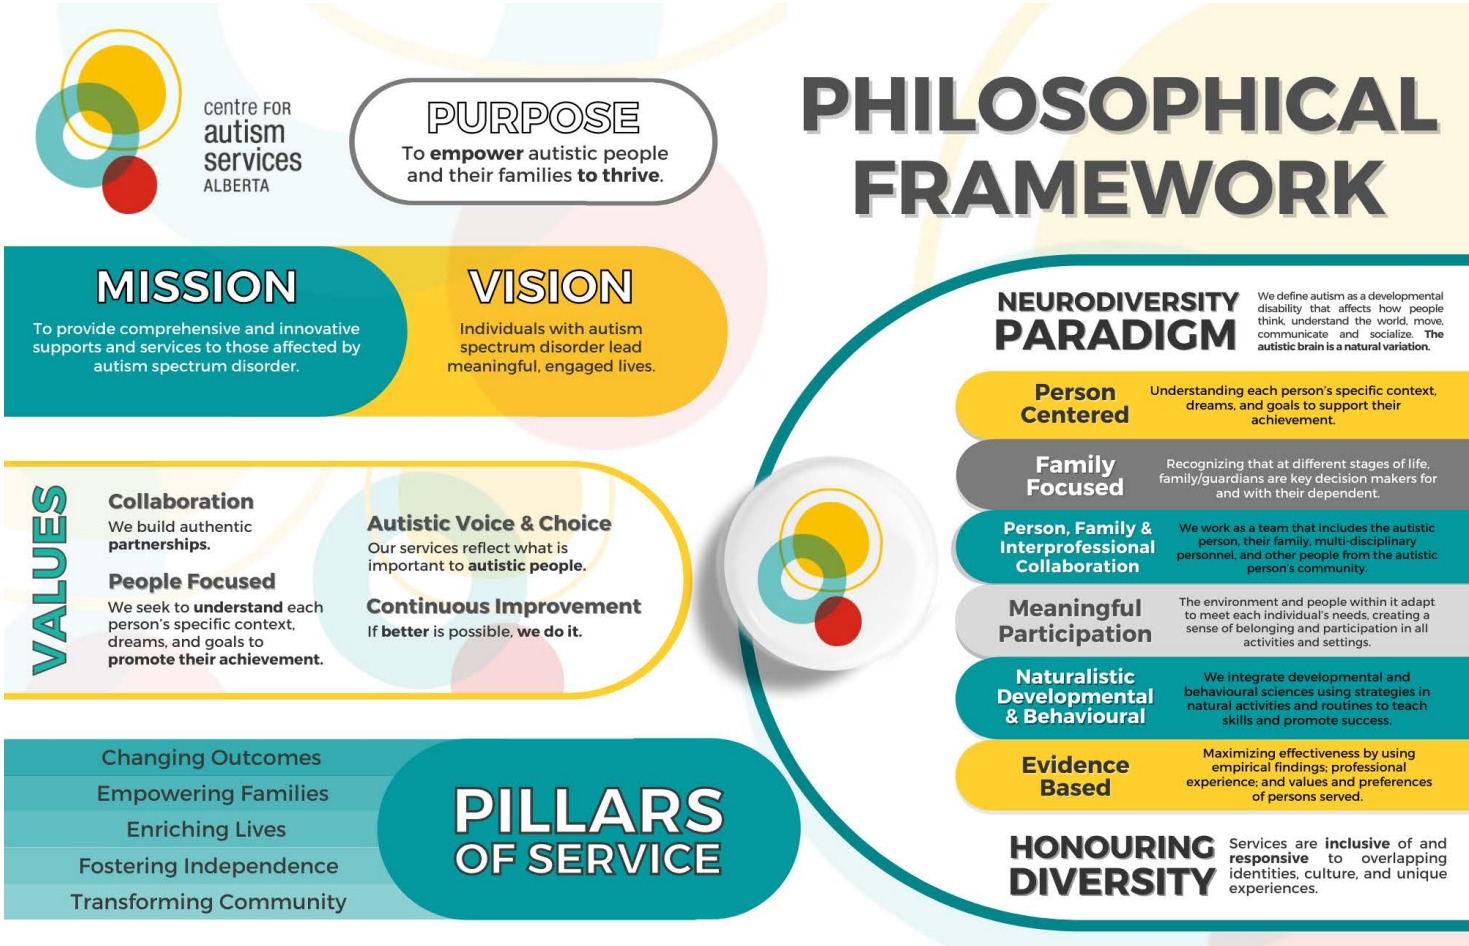 centre FOR
autism
services
ALBERTA
PURPOSE
To empower autistic people
and their families to thrive.
MISSION
To provide comprehensive and innovative
supports and services to those affected by
autism spectrum disorder.
VISION
Individuals with autism
spectrum disorder lead
meaningful, engaged lives.
VALUES
Collaboration
We build authentic
partnerships.
People Focused
We seek to understand each
person's specific context,
dreams, and goals to
promote their achievement.
Autistic Voice & Choice
Our services reflect what is
important to autistic people.
Continuous Improvement
If better is possible, we do it.
Changing Outcomes
Empowering Families
Enriching Lives
Fostering Independence
Transforming Community
PILLARS
OF SERVICE
PHILOSOPHICAL
FRAMEWORK
NEURODIVERSITY
PARADIGM
We define autism as a developmental
disability that affects how people
think, understand the world, move,
communicate and socialize. The
autistic brain is a natural variation.
Person
Centered
Understanding each person's specific context,
dreams, and goals to support their
achievement.
Family
Focused
Recognizing that at different stages of life,
family/guardians are key decision makers for
and with their dependent.
Person, Family &
Interprofessional
Collaboration
We work as a team that includes the autistic
person, their family, multi-disciplinary
personnel, and other people from the autistic
person's community.
Meaningful
Participation
The environment and people within it adapt
to meet each individual's needs, creating a
sense of belonging and participation in all
activities and settings.
Naturalistic
Developmental
& Behavioural
We integrate developmental and
behavioural sciences using strategies in
natural activities and routines to teach
skills and promote success.
Evidence
Based
Maximizing effectiveness by using
empirical findings; professional
experience; and values and preferences
of persons served.
HONOURING
DIVERSITY
Services are inclusive of and
responsive to overlapping
identities, culture, and unique
experiences.